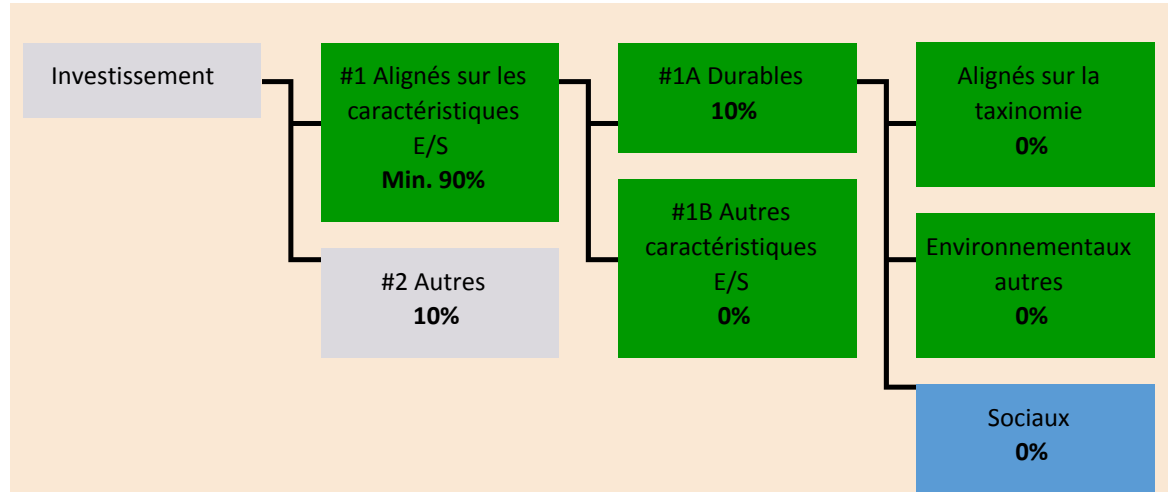 Investissement
#1 Alignés sur les
caractéristiques
E/S
Min. 90%
#2 Autres
10%
#1A Durables
10%
#1B Autres
caractéristiques
E/S
0%
Alignés sur la
taxinomie
0%
Environnementaux
autres
0%
Sociaux
0%